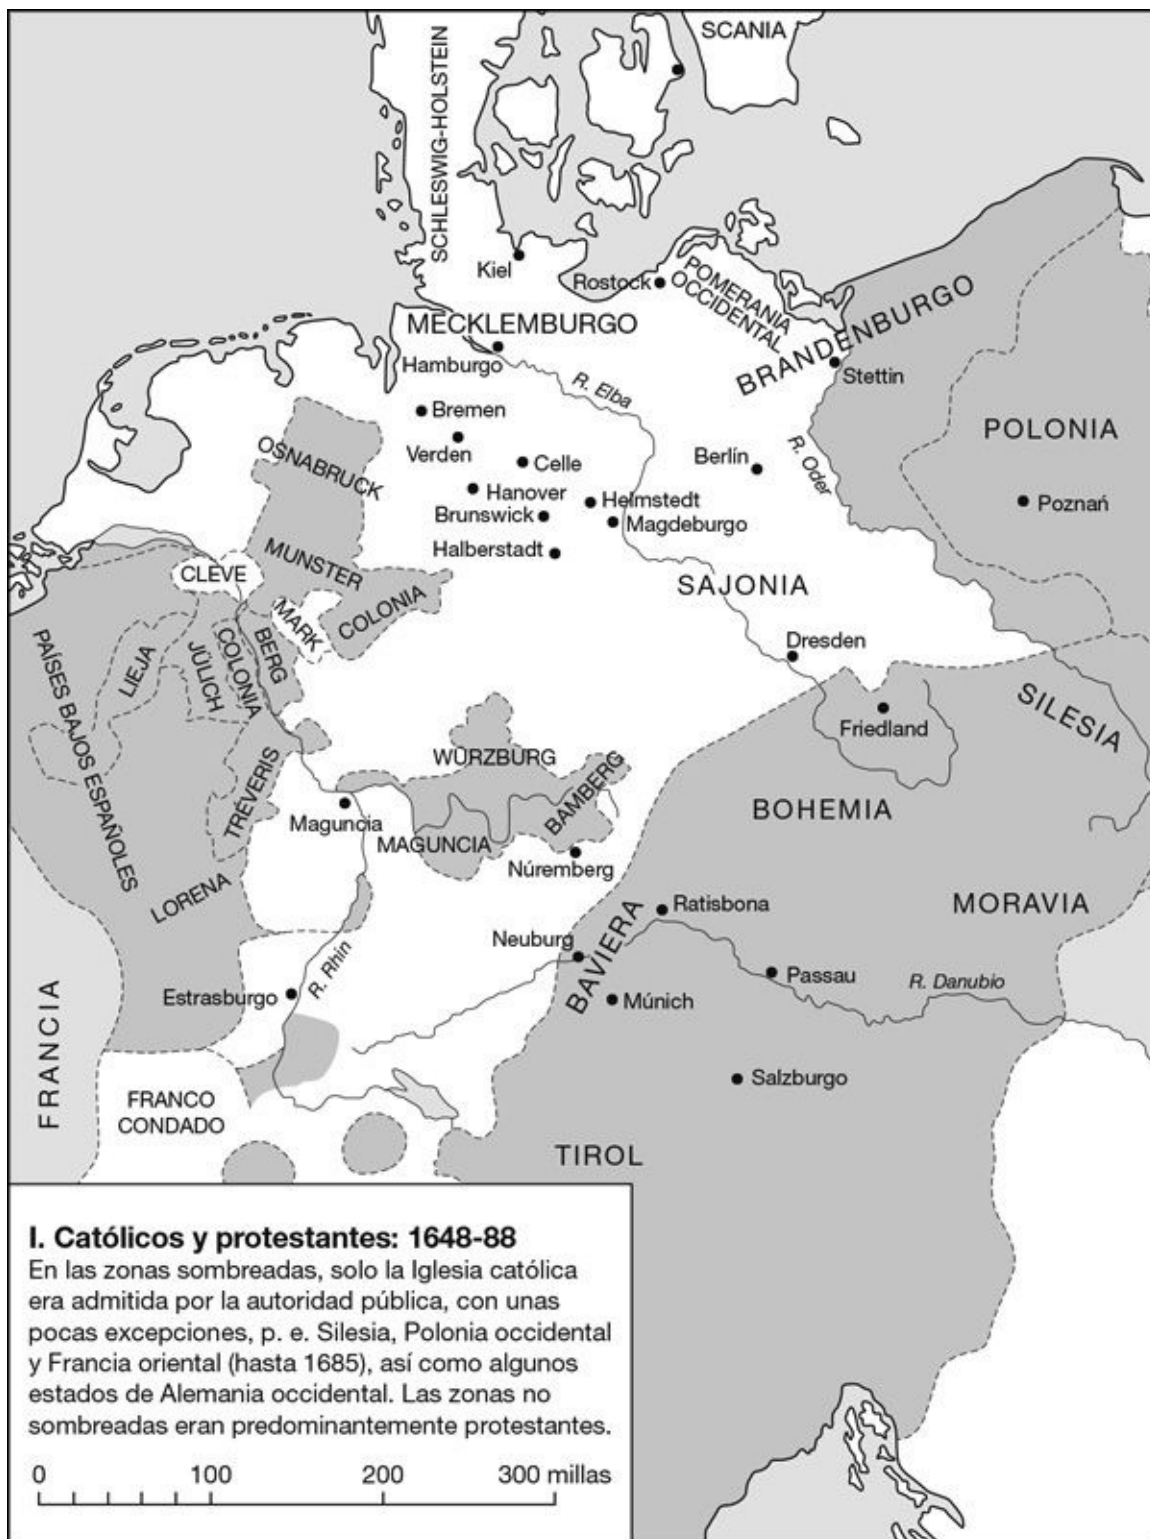 SCANIA
SCHLESWIG-HOLSTEIN
Kiel
Rostock
POMERANIA
OCCIDENTAL
MECKLEMBURGO
BRANDENBURGO
Hamburgo
R. Elba
Stettin
Bremen
POLONIA
OSNABRUCK
Verden
Celle
Berlín
R. Oder
Hanover
Helmstedt
Poznań
Brunswick
Magdeburgo
Halberstadt
MUNSTER
CLEVE
SAJONIA
MARK
COLONIA
PAÍSES BAJOS ESPAÑOLES
LIEJA
JÜLICH
COLONIA
BERG
Dresden
SILESIA
Friedland
WÜRZBURG
TRÉVERIS
BAMBERG
BOHEMIA
Maguncia
MAGUNCIA
Núremberg
LORENA
MORAVIA
Ratisbona
Neuburg
BAVIERA
R. Rhin
Passau
R. Danubio
Estrasburgo
Múnich
FRANCIA
Salzburgo
FRANCO
CONDADO
TIROL
I. Católicos y protestantes: 1648-88
En las zonas sombreadas, solo la Iglesia católica
era admitida por la autoridad pública, con unas
pocas excepciones, p. e. Silesia, Polonia occidental
y Francia oriental (hasta 1685), así como algunos
estados de Alemania occidental. Las zonas no
sombreadas eran predominantemente protestantes.
0 100 200 300 millas